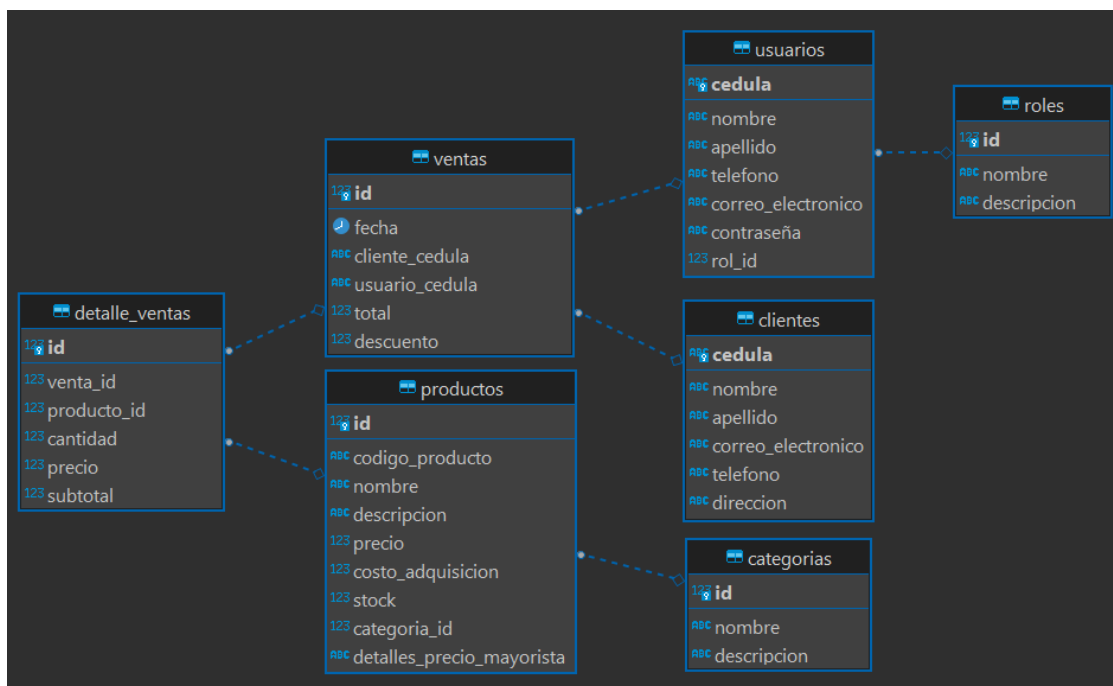 usuarios
cedula
nombre
apellido
telefono
correo_electronico
contraseña
rol_id
roles
id
nombre
descripcion
ventas
id
fecha
cliente_cedula
usuario_cedula
total
descuento
detalle_ventas
id
venta_id
producto_id
cantidad
precio
subtotal
productos
id
codigo_producto
nombre
descripcion
precio
costo_adquisicion
stock
categoria_id
detalles_precio_mayorista
clientes
cedula
nombre
apellido
correo_electronico
telefono
direccion
categorias
id
nombre
descripcion